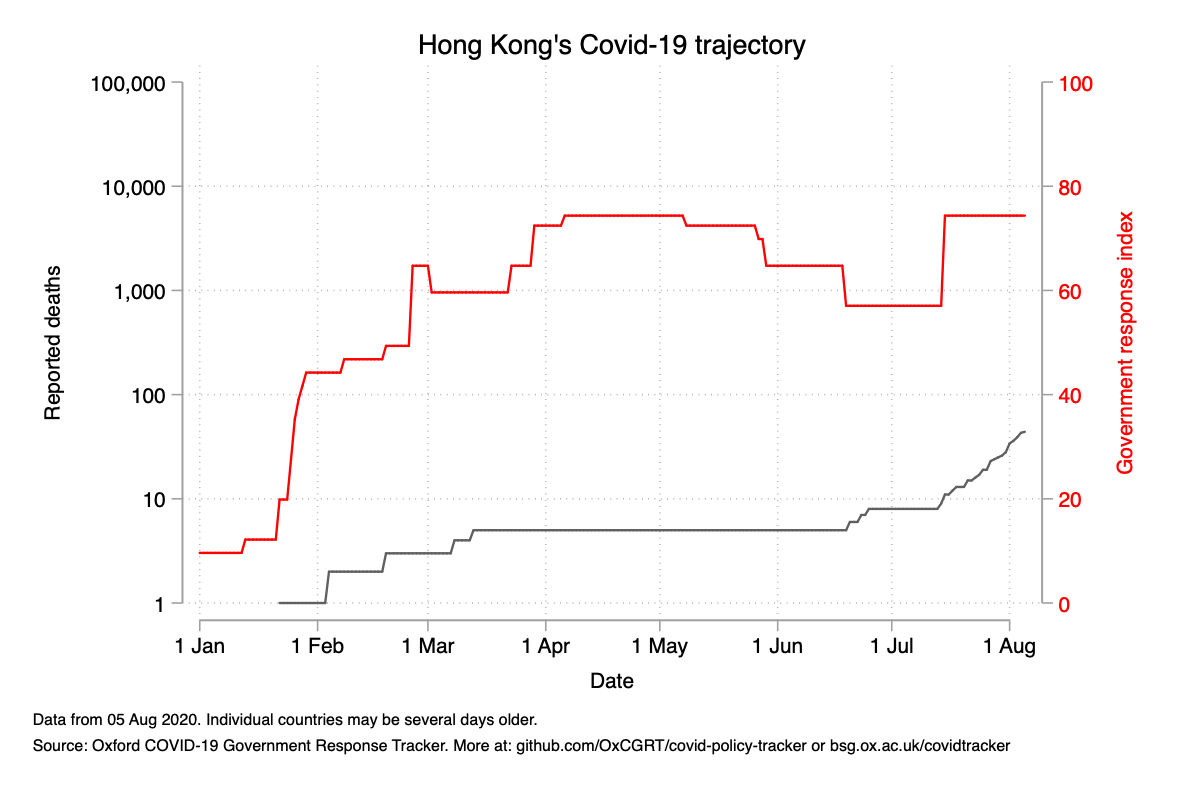 Hong Kong's Covid-19 trajectory
100,000
10,000
1,000
100
10
1
Reported deaths
100
80
60
40
20
0
Government response index
1 Jan 1 Feb 1 Mar 1 Apr 1 May 1 Jun 1 Jul 1 Aug
Date
Data from 05 Aug 2020. Individual countries may be several days older.
Source: Oxford COVID-19 Government Response Tracker. More at: github.com/OxCGRT/covid-policy-tracker or bsg.ox.ac.uk/covidtracker